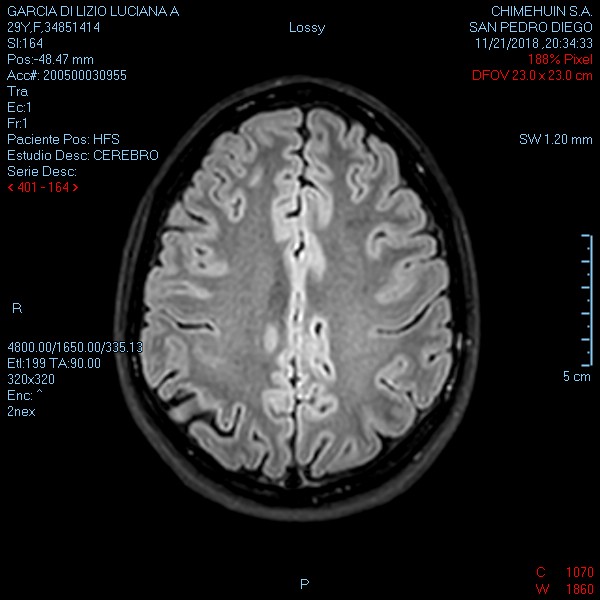 GARCIA DI LIZIO LUCIANA A
29Y,F,34851414
Sl:164
Pos:-48.47 mm
Acc#: 200500030955
Tra
Ec:1
Fr:1
Paciente Pos: HFS
Estudio Desc: CEREBRO
Serie Desc:
< 401 - 164 >
Lossy
CHIMEHUIN S.A.
SAN PEDRO DIEGO
11/21/2018 ,20:34:33
188% Pixel
DFOV 23.0 x 23.0 cm
SW 1.20 mm
R
4800.00/1650.00/335.13
Etl:199 TA:90.00
320x320
Enc: ^
2nex
5 cm
P
C 1070
W 1860